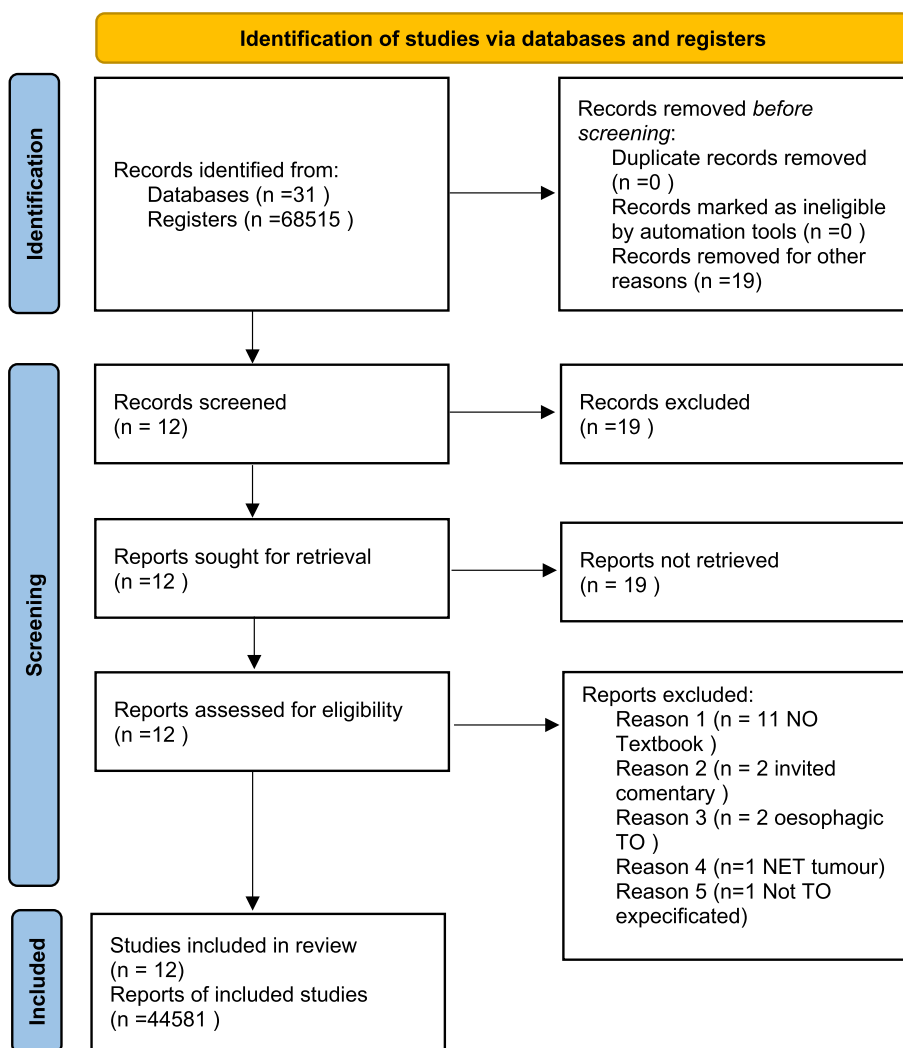 Identification of studies via databases and registers
Identification
Records identified from:
Databases (n =31 )
Registers (n =68515 )
Records removed before
screening:
Duplicate records removed
(n =0 )
Records marked as ineligible
by automation tools (n =0 )
Records removed for other
reasons (n =19)
Screening
Records screened
(n = 12)
Records excluded
(n =19 )
Reports sought for retrieval
(n =12 )
Reports not retrieved
(n = 19 )
Reports assessed for eligibility
(n =12 )
Reports excluded:
Reason 1 (n = 11 NO
Textbook )
Reason 2 (n = 2 invited
comentary )
Reason 3 (n = 2 oesophagic
TO )
Reason 4 (n=1 NET tumour)
Reason 5 (n=1 Not TO
expecificated)
Included
Studies included in review
(n = 12)
Reports of included studies
(n =44581 )